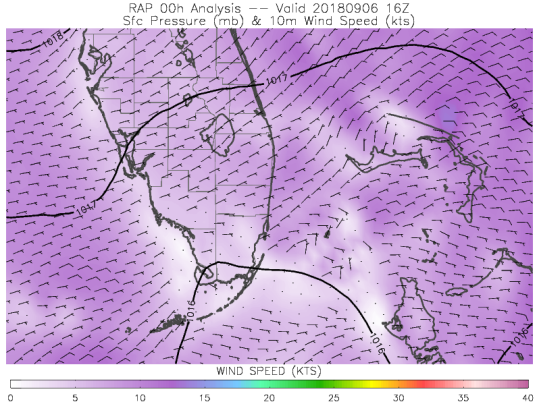 RAP 00h Analysis -- Valid 20180906 16Z
Sfc Pressure (mb) & 10m Wind Speed (kts)
1018
1017
1017
1016
1016
WIND SPEED (KTS)
0 5 10 15 20 25 30 35 40